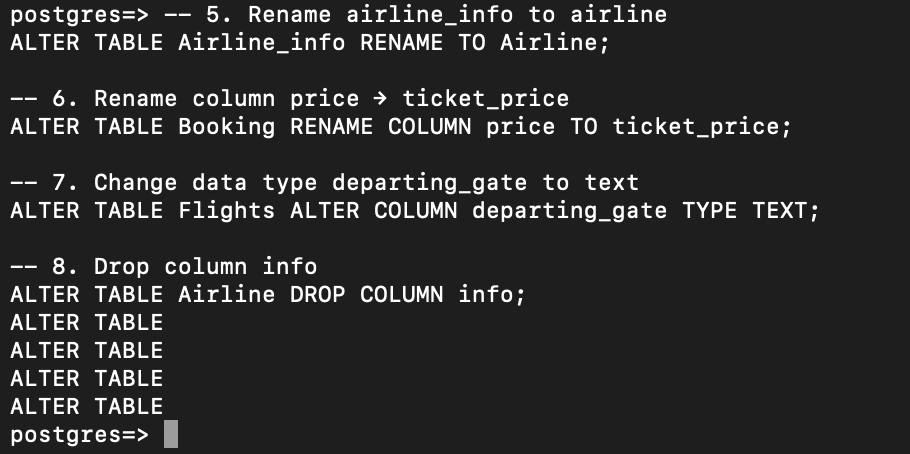 postgres=> -- 5. Rename airline_info to airline
ALTER TABLE Airline_info RENAME TO Airline;
-- 6. Rename column price → ticket_price
ALTER TABLE Booking RENAME COLUMN price TO ticket_price;
-- 7. Change data type departing_gate to text
ALTER TABLE Flights ALTER COLUMN departing_gate TYPE TEXT;
-- 8. Drop column info
ALTER TABLE Airline DROP COLUMN info;
ALTER TABLE
ALTER TABLE
ALTER TABLE
ALTER TABLE
postgres=>